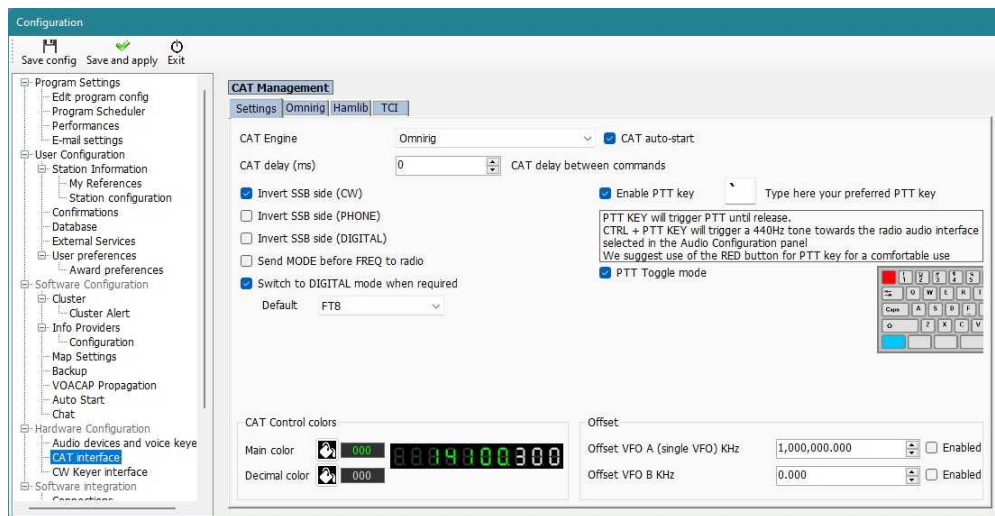 Configuration
Save config Save and apply Exit
Program Settings
Edit program config
Program Scheduler
Performances
E-mail settings
User Configuration
Station Information
My References
Station configuration
Confirmations
Database
External Services
User preferences
Award preferences
Software Configuration
Cluster
Cluster Alert
Info Providers
Configuration
Map Settings
Backup
VOACAP Propagation
Auto Start
Chat
Hardware Configuration
Audio devices and voice keye
CAT interface
CW Keyer interface
Software integration
CAT Management
Settings Omnirig Hamlib TCI
CAT Engine Omnirig CAT auto-start
CAT delay (ms) 0 CAT delay between commands
Invert SSB side (CW)
Invert SSB side (PHONE)
Invert SSB side (DIGITAL)
Send MODE before FREQ to radio
Switch to DIGITAL mode when required
Default FT8
Enable PTT key ` Type here your preferred PTT key
PTT KEY will trigger PTT until release.
CTRL + PTT KEY will trigger a 440Hz tone towards the radio audio interface
selected in the Audio Configuration panel
We suggest use of the RED button for PTT key for a comfortable use
PTT Toggle mode
Caps A S D F
Z X C V
CAT Control colors
Main color 000
Decimal color 000
14100.300
Offset
Offset VFO A (single VFO) KHz 1,000,000.000 Enabled
Offset VFO B KHz 0.000 Enabled